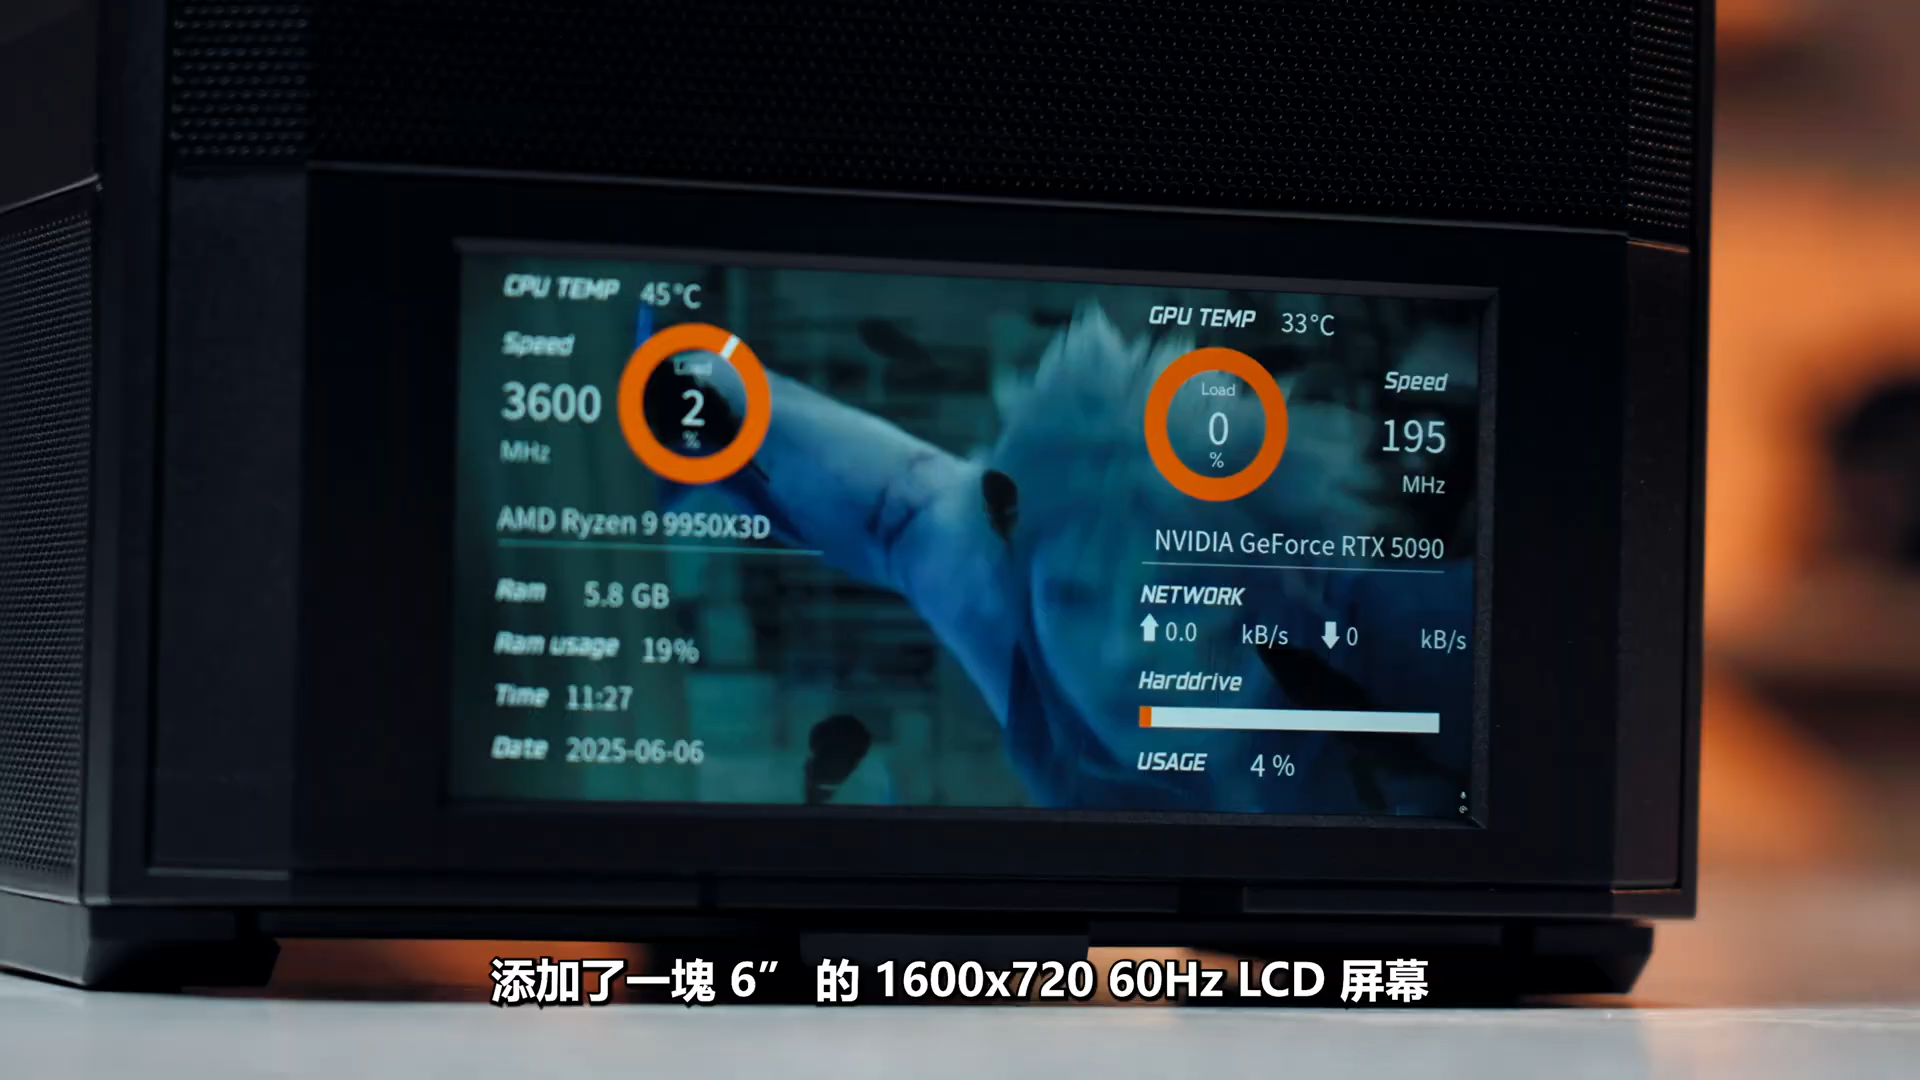 CPU TEMP 45°C
Speed
3600
MHz
Load
2
%
AMD Ryzen 9 9950X3D
Ram 5.8 GB
Ram usage 19%
Time 11:27
Date 2025-06-06
GPU TEMP 33°C
Load
0
%
Speed
195
MHz
NVIDIA GeForce RTX 5090
NETWORK
0.0 kB/s 0 kB/s
Harddrive
USAGE 4 %
添加了一塊 6” 的 1600x720 60Hz LCD 屏幕